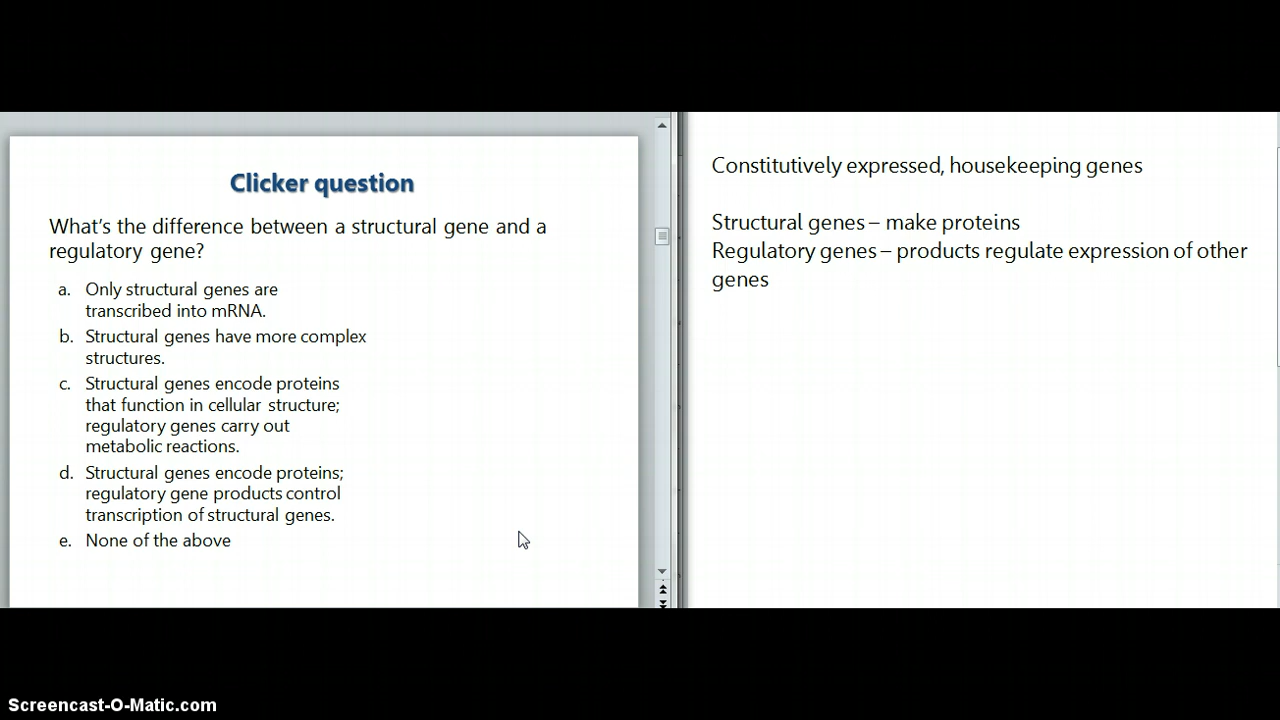 Clicker question
What's the difference between a structural gene and a
regulatory gene?
a. Only structural genes are
transcribed into mRNA.
b. Structural genes have more complex
structures.
c. Structural genes encode proteins
that function in cellular structure;
regulatory genes carry out
metabolic reactions.
d. Structural genes encode proteins;
regulatory gene products control
transcription of structural genes.
e. None of the above
Constitutively expressed, housekeeping genes
Structural genes – make proteins
Regulatory genes – products regulate expression of other
genes
Screencast-O-Matic.com